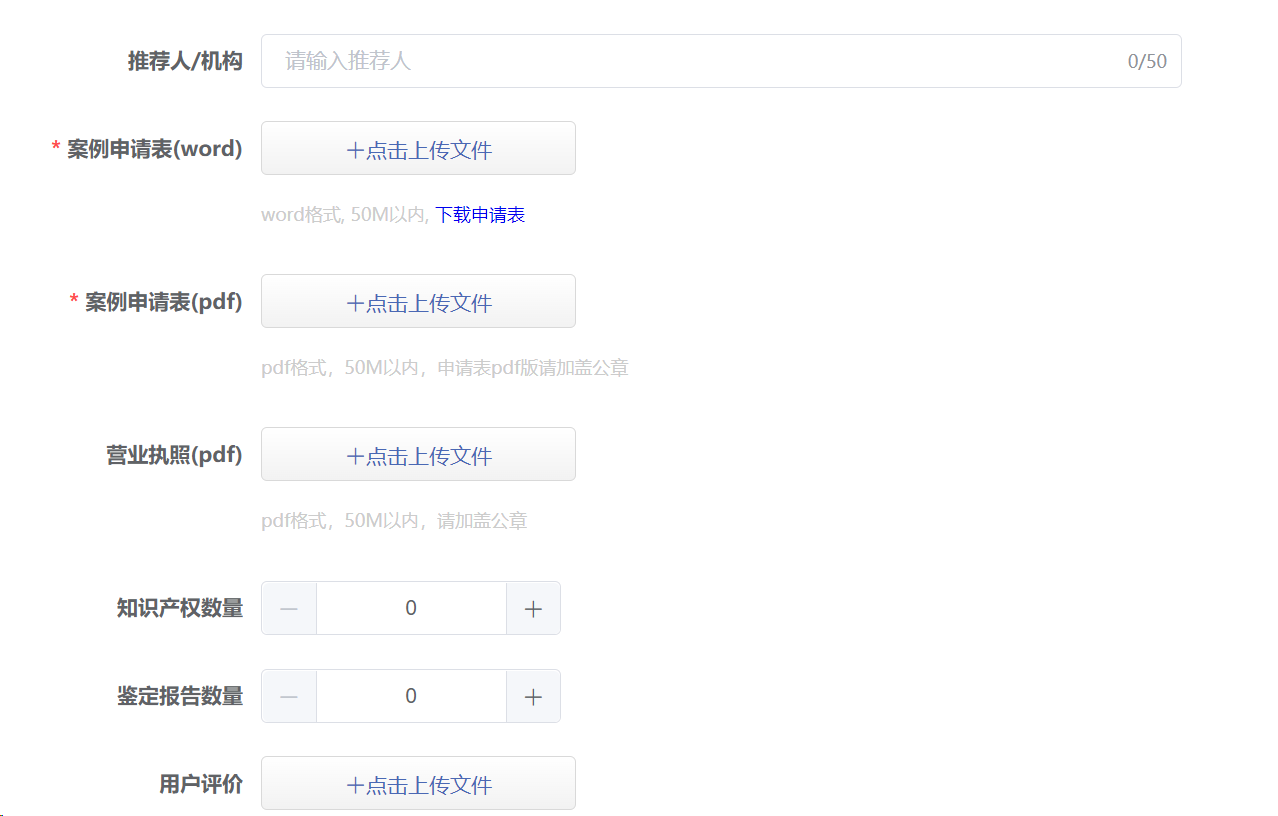 推荐人/机构 请输入推荐人 0/50
* 案例申请表(word) +点击上传文件
word格式, 50M以内, 下载申请表
* 案例申请表(pdf) +点击上传文件
pdf格式，50M以内，申请表pdf版请加盖公章
营业执照(pdf) +点击上传文件
pdf格式，50M以内，请加盖公章
知识产权数量 — 0 +
鉴定报告数量 — 0 +
用户评价 +点击上传文件